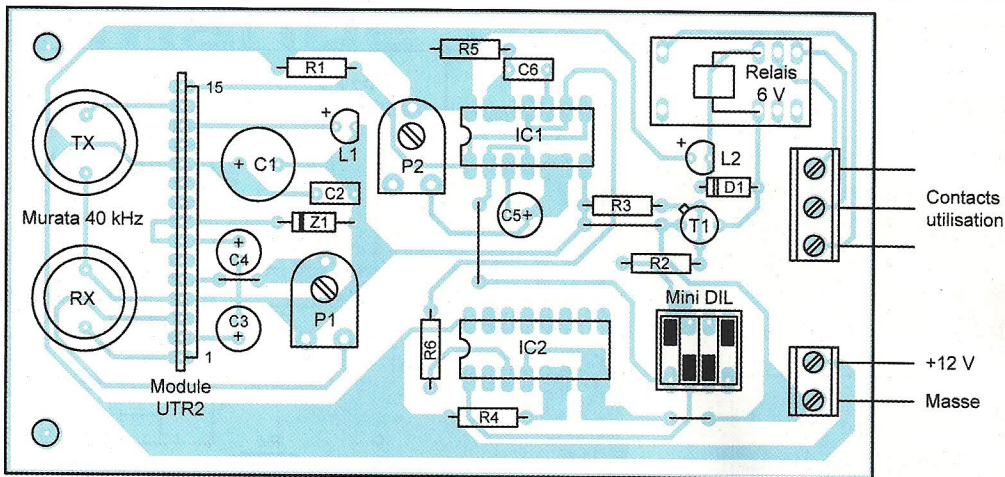 R5
C6
R1
Relais
6 V
15
TX
+
L1
P2
IC1
+
L2
+ C1
C2
D1
Murata 40 kHz
Z1
C5+
R3
T1
Contacts
utilisation
+
C4
R2
RX
P1
Mini DIL
C3
+
R6
IC2
1
+12 V
Module
UTR2
Masse
R4